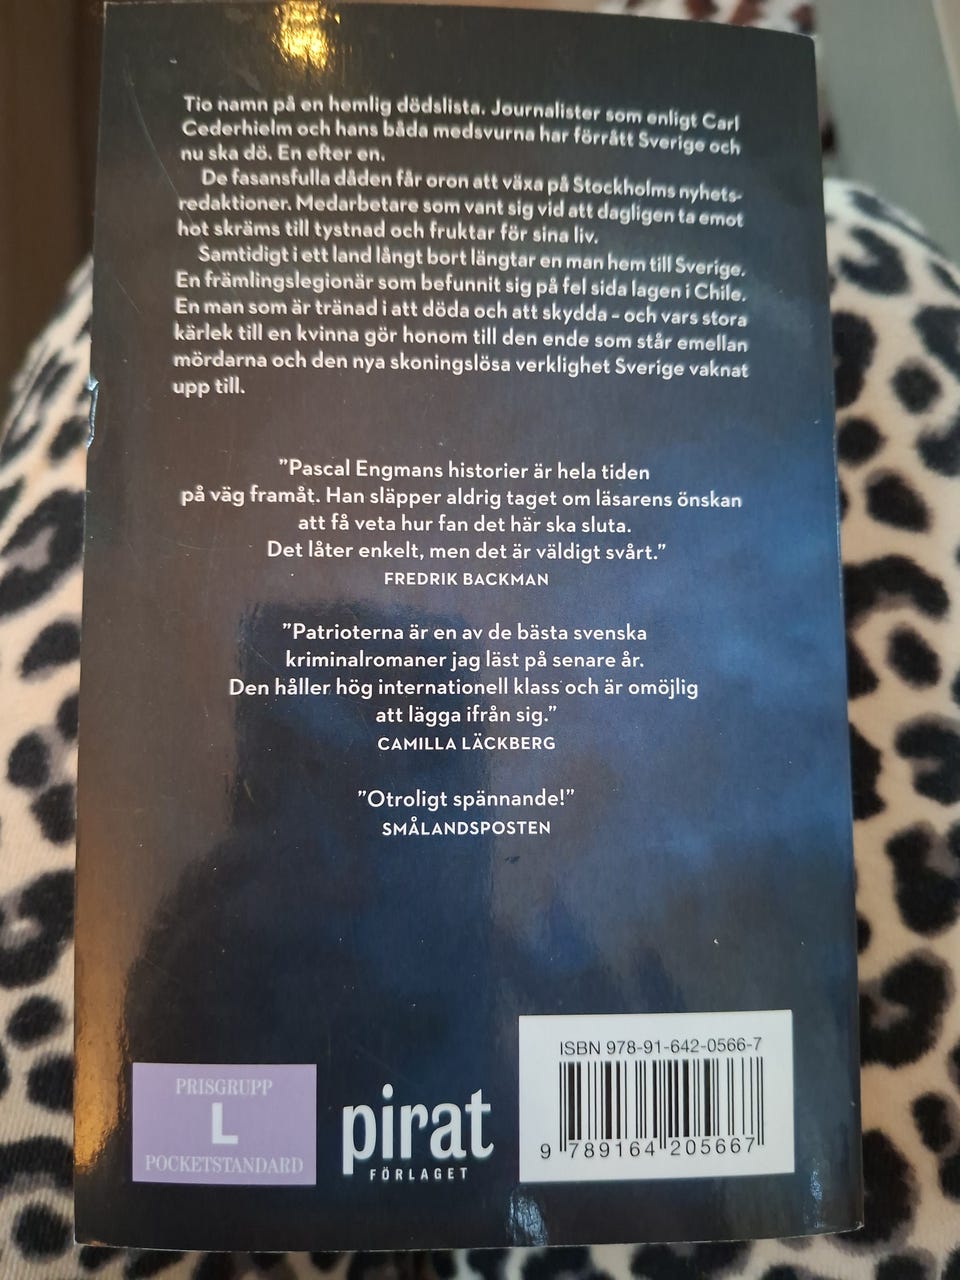 Tio namn på en hemlig dödslista. Journalister som enligt Carl
Cederhielm och hans båda medsvurna har förrått Sverige och
nu ska dö. En efter en.
De fasansfulla dåden får oron att växa på Stockholms nyhets-
redaktioner. Medarbetare som vant sig vid att dagligen ta emot
hot skräms till tystnad och fruktar för sina liv.
Samtidigt i ett land långt bort längtar en man hem till Sverige.
En främlingslegionär som befunnit sig på fel sida lagen i Chile.
En man som är tränad i att döda och att skydda – och vars stora
kärlek till en kvinna gör honom till den ende som står emellan
mördarna och den nya skoningslösa verklighet Sverige vaknat
upp till.
”Pascal Engmans historier är hela tiden
på väg framåt. Han släpper aldrig taget om läsarens önskan
att få veta hur fan det här ska sluta.
Det låter enkelt, men det är väldigt svårt.”
FREDRIK BACKMAN
”Patrioterna är en av de bästa svenska
kriminalromaner jag läst på senare år.
Den håller hög internationell klass och är omöjlig
att lägga ifrån sig.”
CAMILLA LÄCKBERG
”Otroligt spännande!”
SMÅLANDSPOSTEN
PRISGRUPP
L
POCKETSTANDARD
pirat
FÖRLAGET
ISBN 978-91-642-0566-7
9 789164 205667